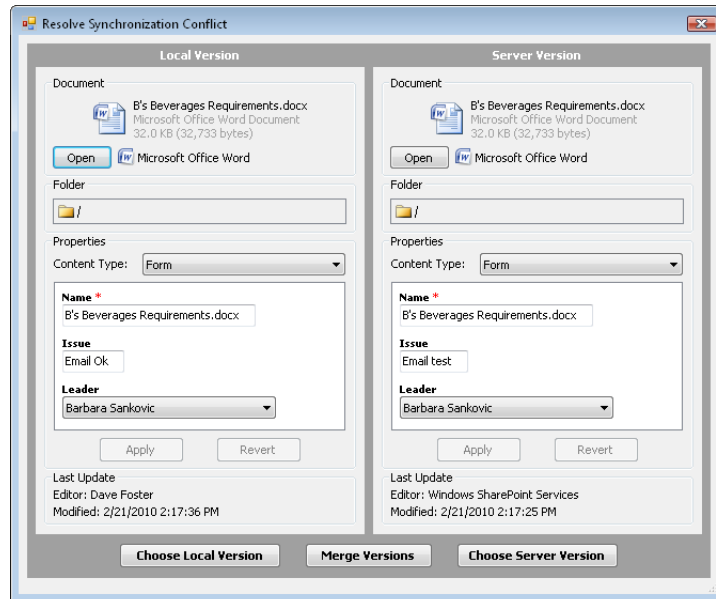 Resolve Synchronization Conflict
Local Version
Document
B's Beverages Requirements.docx
Microsoft Office Word Document
32.0 KB (32,733 bytes)
Open
Microsoft Office Word
Folder
/
Properties
Content Type:
Form
Name *
B's Beverages Requirements.docx
Issue
Email Ok
Leader
Barbara Sankovic
Apply
Revert
Last Update
Editor: Dave Foster
Modified: 2/21/2010 2:17:36 PM
Server Version
Document
B's Beverages Requirements.docx
Microsoft Office Word Document
32.0 KB (32,733 bytes)
Open
Microsoft Office Word
Folder
/
Properties
Content Type:
Form
Name *
B's Beverages Requirements.docx
Issue
Email test
Leader
Barbara Sankovic
Apply
Revert
Last Update
Editor: Windows SharePoint Services
Modified: 2/21/2010 2:17:25 PM
Choose Local Version
Merge Versions
Choose Server Version